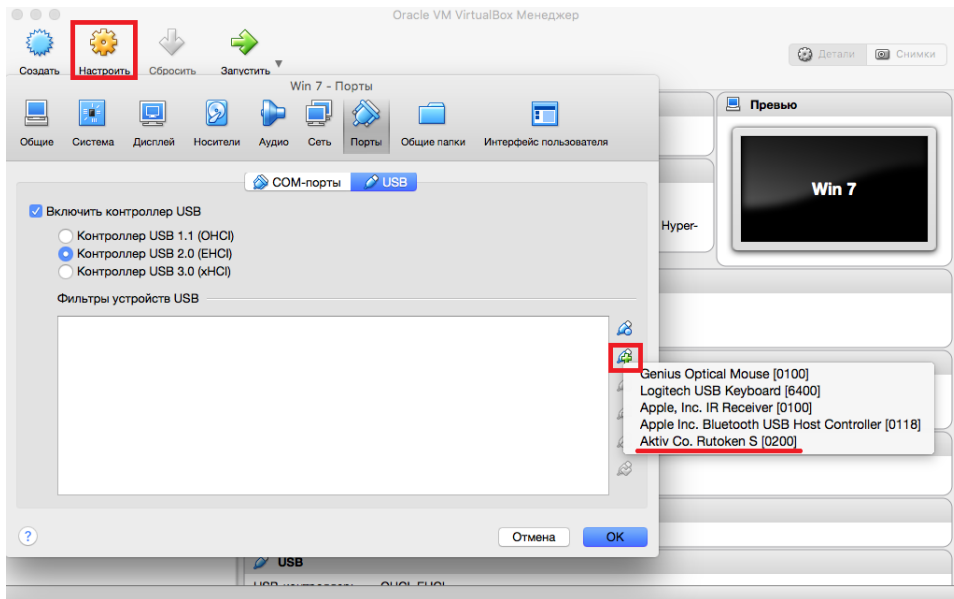 Oracle VM VirtualBox Менеджер
Создать Настроить Сбросить Запустить
Детали Снимки
Win 7 - Порты
Общие Система Дисплей Носители Аудио Сеть Порты Общие папки Интерфейс пользователя
Превью
Win 7
COM-порты USB
Включить контроллер USB
Контроллер USB 1.1 (OHCI)
Hyper-
Контроллер USB 2.0 (EHCI)
Контроллер USB 3.0 (xHCI)
Фильтры устройств USB
Genius Optical Mouse [0100]
Logitech USB Keyboard [6400]
Apple, Inc. IR Receiver [0100]
Apple Inc. Bluetooth USB Host Controller [0118]
Aktiv Co. Rutoken S [0200]
?
Отмена OK
USB